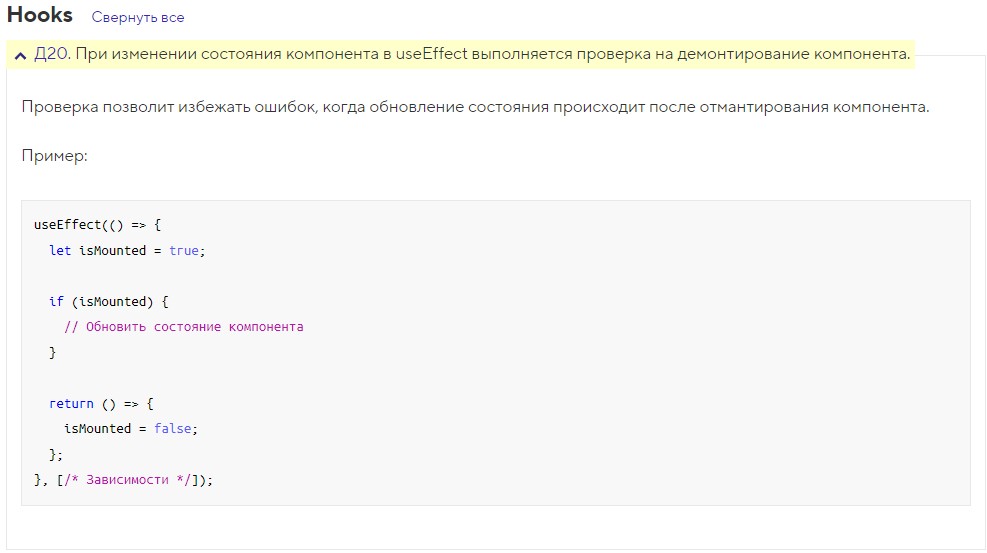 Hooks Свернуть все
Д20. При изменении состояния компонента в useEffect выполняется проверка на демонтирование компонента.
Проверка позволит избежать ошибок, когда обновление состояния происходит после отмантирования компонента.
Пример:
useEffect(() => {
  let isMounted = true;
  if (isMounted) {
    // Обновить состояние компонента
  }
  return () => {
    isMounted = false;
  };
}, [/* Зависимости */]);